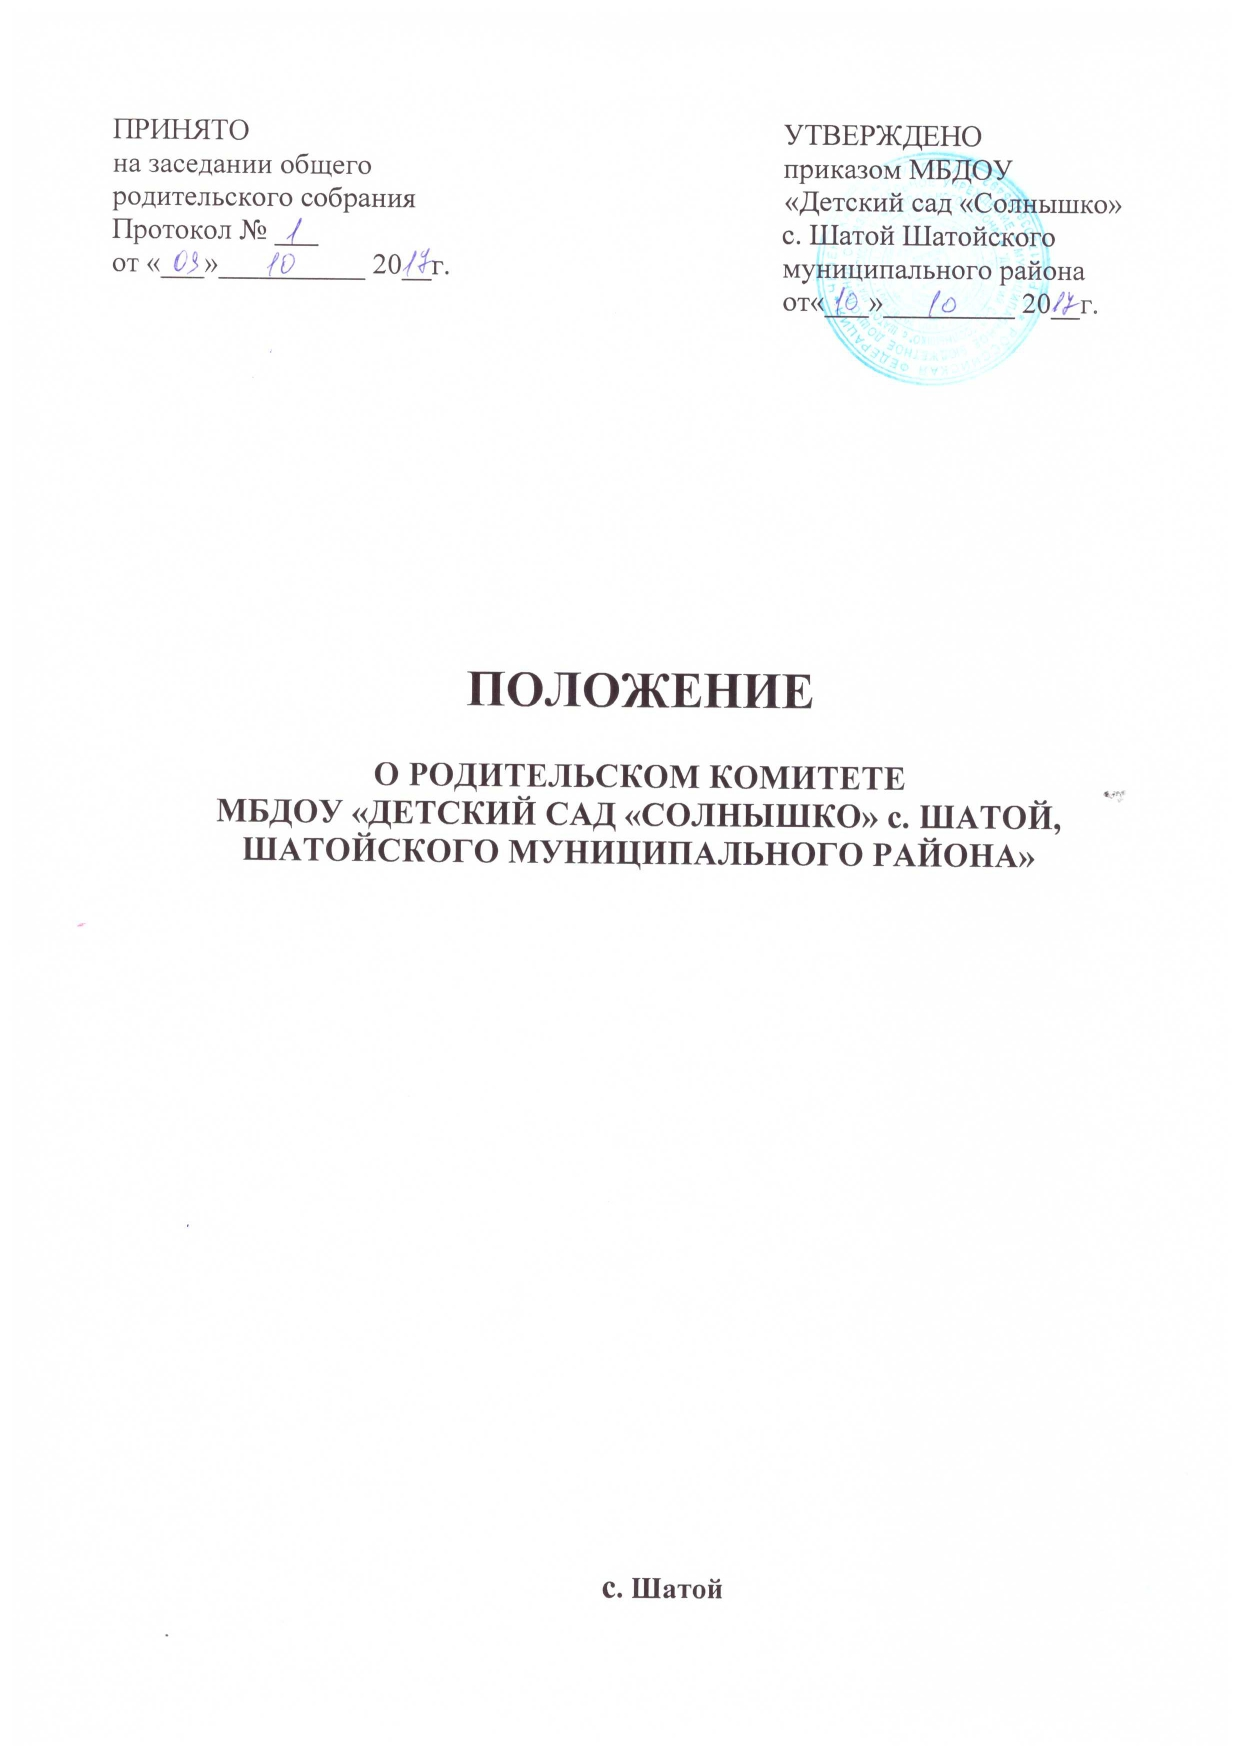 ПРИНЯТО
на заседании общего
родительского собрания
Протокол № 1
от «09» 10 2017г.
УТВЕРЖДЕНО
приказом МБДОУ
«Детский сад «Солнышко»
с. Шатой Шатойского
муниципального района
от«10» 10 2017г.
ПОЛОЖЕНИЕ
О РОДИТЕЛЬСКОМ КОМИТЕТЕ
МБДОУ «ДЕТСКИЙ САД «СОЛНЫШКО» с. ШАТОЙ,
ШАТОЙСКОГО МУНИЦИПАЛЬНОГО РАЙОНА»
с. Шатой